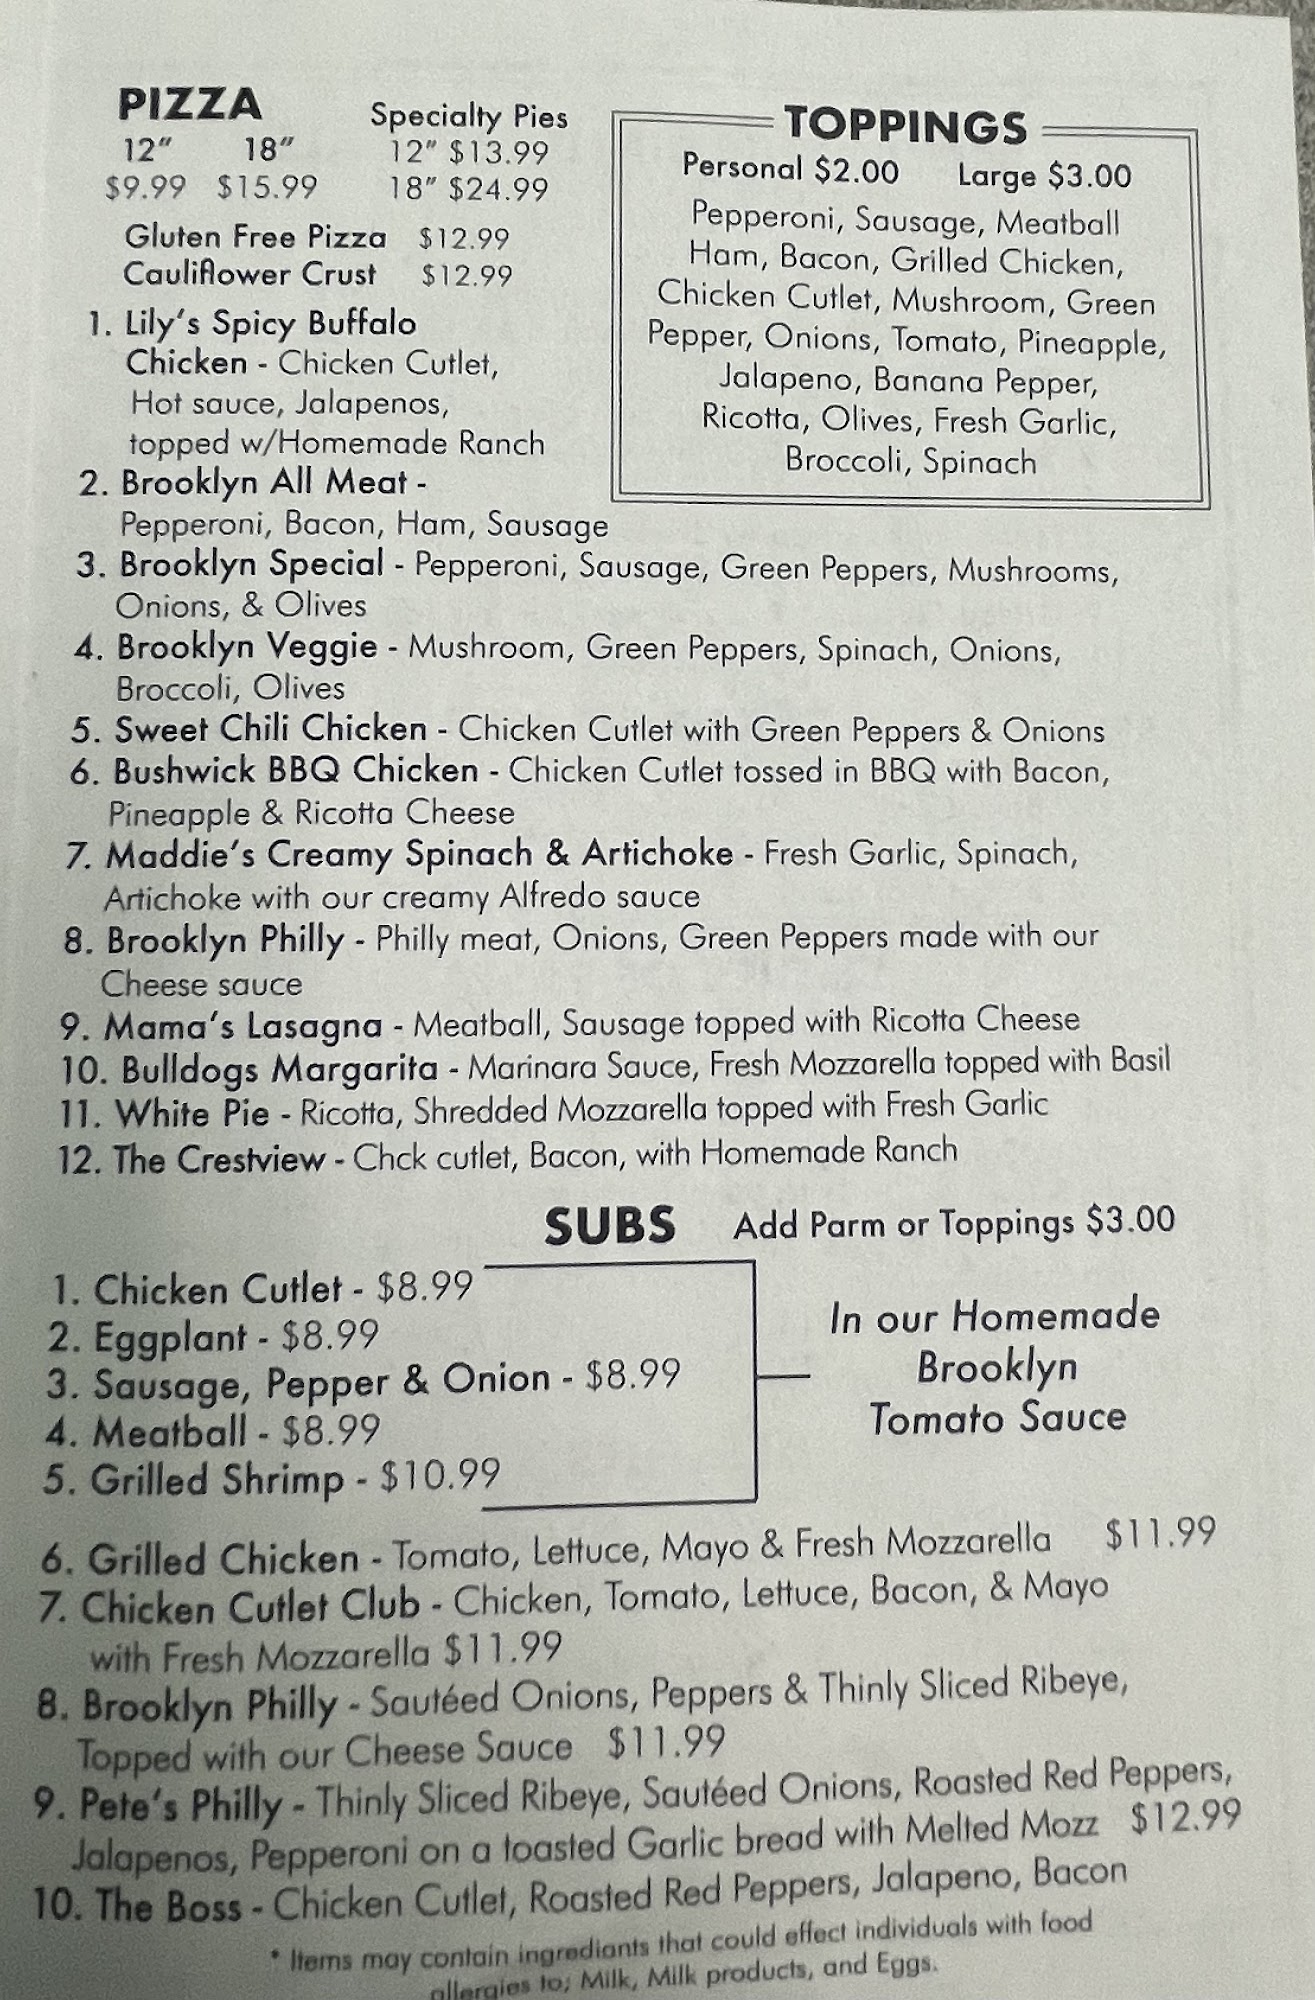 PIZZA
12" 18"
$9.99 $15.99
Specialty Pies
12" $13.99
18" $24.99
Gluten Free Pizza $12.99
Cauliflower Crust $12.99
TOPPINGS
Personal $2.00 Large $3.00
Pepperoni, Sausage, Meatball
Ham, Bacon, Grilled Chicken,
Chicken Cutlet, Mushroom, Green
Pepper, Onions, Tomato, Pineapple,
Jalapeno, Banana Pepper,
Ricotta, Olives, Fresh Garlic,
Broccoli, Spinach
1. Lily's Spicy Buffalo
Chicken - Chicken Cutlet,
Hot sauce, Jalapenos,
topped w/Homemade Ranch
2. Brooklyn All Meat -
Pepperoni, Bacon, Ham, Sausage
3. Brooklyn Special - Pepperoni, Sausage, Green Peppers, Mushrooms,
Onions, & Olives
4. Brooklyn Veggie - Mushroom, Green Peppers, Spinach, Onions,
Broccoli, Olives
5. Sweet Chili Chicken - Chicken Cutlet with Green Peppers & Onions
6. Bushwick BBQ Chicken - Chicken Cutlet tossed in BBQ with Bacon,
Pineapple & Ricotta Cheese
7. Maddie's Creamy Spinach & Artichoke - Fresh Garlic, Spinach,
Artichoke with our creamy Alfredo sauce
8. Brooklyn Philly - Philly meat, Onions, Green Peppers made with our
Cheese sauce
9. Mama's Lasagna - Meatball, Sausage topped with Ricotta Cheese
10. Bulldogs Margarita - Marinara Sauce, Fresh Mozzarella topped with Basil
11. White Pie - Ricotta, Shredded Mozzarella topped with Fresh Garlic
12. The Crestview - Chck cutlet, Bacon, with Homemade Ranch
SUBS Add Parm or Toppings $3.00
1. Chicken Cutlet - $8.99
2. Eggplant - $8.99
3. Sausage, Pepper & Onion - $8.99
4. Meatball - $8.99
5. Grilled Shrimp - $10.99
In our Homemade
Brooklyn
Tomato Sauce
6. Grilled Chicken - Tomato, Lettuce, Mayo & Fresh Mozzarella $11.99
7. Chicken Cutlet Club - Chicken, Tomato, Lettuce, Bacon, & Mayo
with Fresh Mozzarella $11.99
8. Brooklyn Philly - Sautéed Onions, Peppers & Thinly Sliced Ribeye,
Topped with our Cheese Sauce $11.99
9. Pete's Philly - Thinly Sliced Ribeye, Sautéed Onions, Roasted Red Peppers,
Jalapenos, Pepperoni on a toasted Garlic bread with Melted Mozz $12.99
10. The Boss - Chicken Cutlet, Roasted Red Peppers, Jalapeno, Bacon
* Items may contain ingrediants that could effect individuals with food
allergies to; Milk, Milk products, and Eggs.